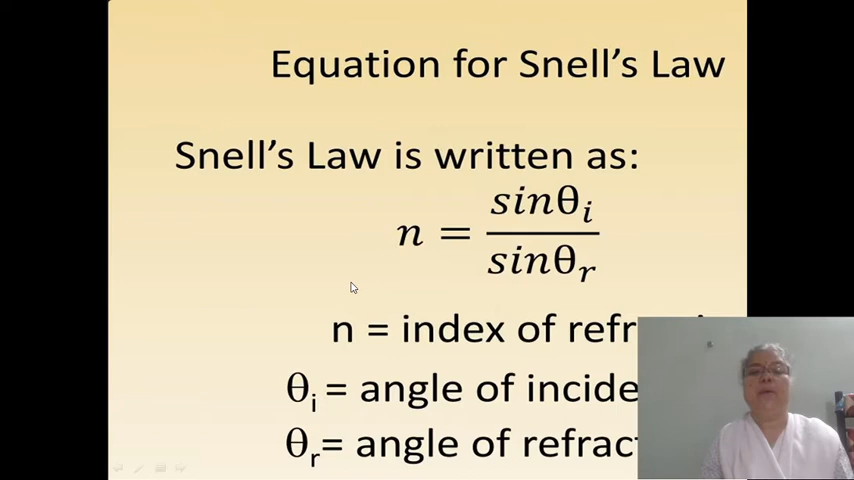 Equation for Snell's Law
Snell's Law is written as:
n = sinθᵢ / sinθᵣ
n = index of
θᵢ = angle of
θᵣ= angle of